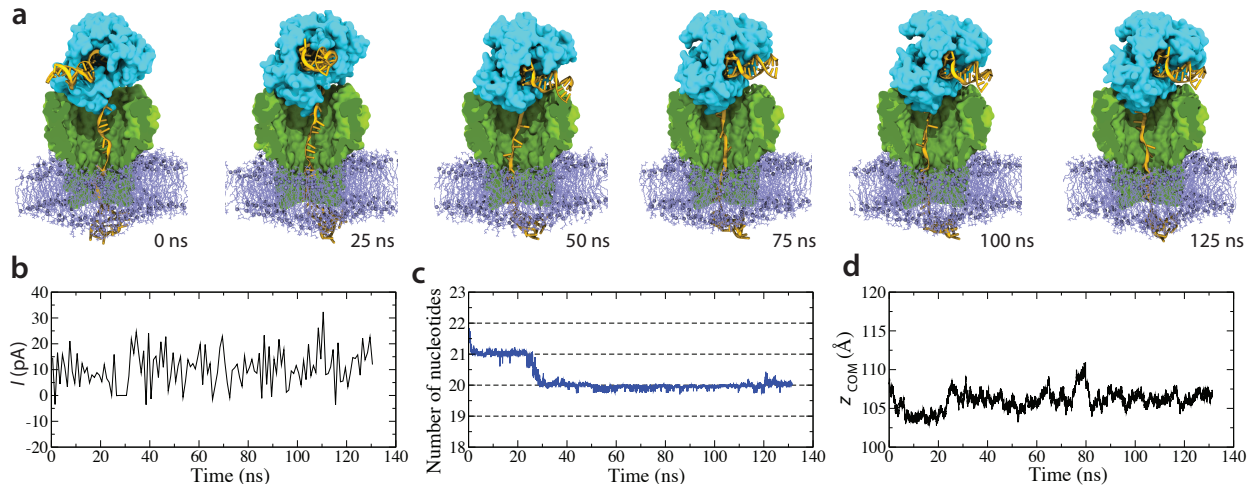 a
0 ns
25 ns
50 ns
75 ns
100 ns
125 ns
b
I (pA)
40
30
20
10
0
-10
-20
0
20
40
60
80
100
120
140
Time (ns)
c
Number of nucleotides
23
22
21
20
19
18
0
20
40
60
80
100
120
140
Time (ns)
d
z COM (Å)
120
115
110
105
100
0
20
40
60
80
100
120
140
Time (ns)